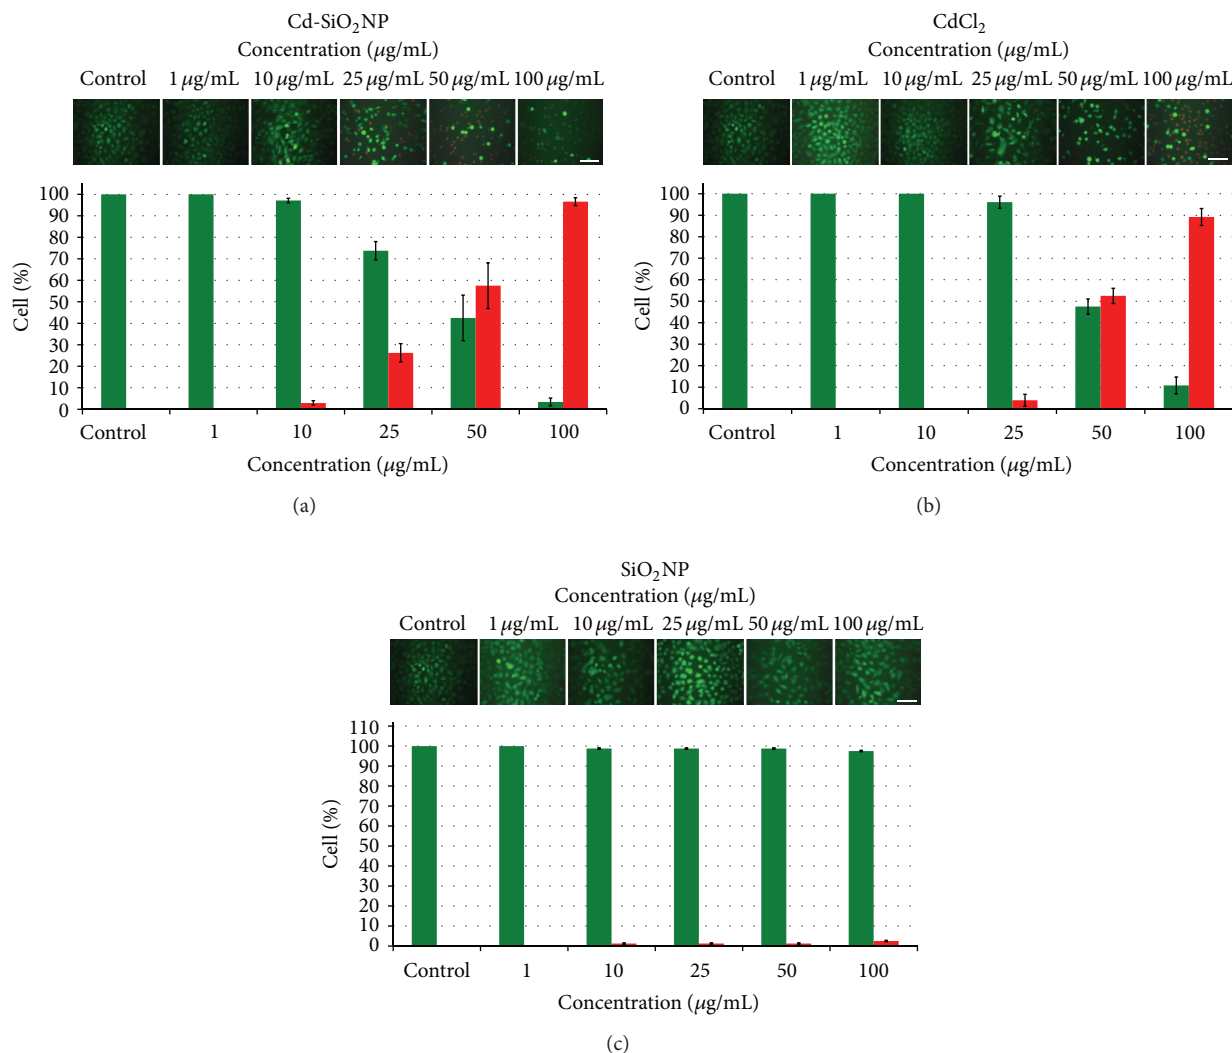 Cd-SiO₂NP
Concentration (μg/mL)
Control 1 μg/mL 10 μg/mL 25 μg/mL 50 μg/mL 100 μg/mL
100
90
80
70
60
50
40
30
20
10
0
Cell (%)
Control 1 10 25 50 100
Concentration (μg/mL)
(a)
CdCl₂
Concentration (μg/mL)
Control 1 μg/mL 10 μg/mL 25 μg/mL 50 μg/mL 100 μg/mL
100
90
80
70
60
50
40
30
20
10
0
Cell (%)
Control 1 10 25 50 100
Concentration (μg/mL)
(b)
SiO₂NP
Concentration (μg/mL)
Control 1 μg/mL 10 μg/mL 25 μg/mL 50 μg/mL 100 μg/mL
110
100
90
80
70
60
50
40
30
20
10
0
Cell (%)
Control 1 10 25 50 100
Concentration (μg/mL)
(c)